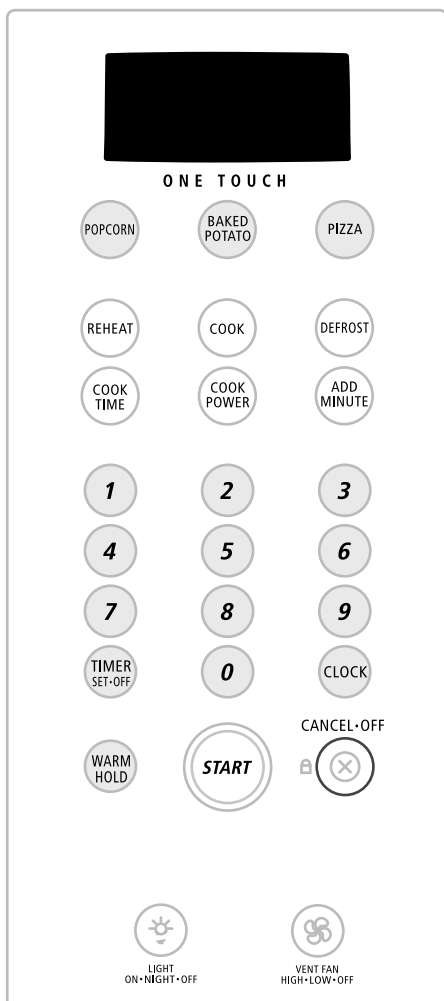 ONE TOUCH
POPCORN
BAKED
POTATO
PIZZA
REHEAT
COOK
DEFROST
COOK
TIME
COOK
POWER
ADD
MINUTE
1
2
3
4
5
6
7
8
9
TIMER
SET•OFF
0
CLOCK
CANCEL•OFF
WARM
HOLD
START
LIGHT
ON•NIGHT•OFF
VENT FAN
HIGH•LOW•OFF